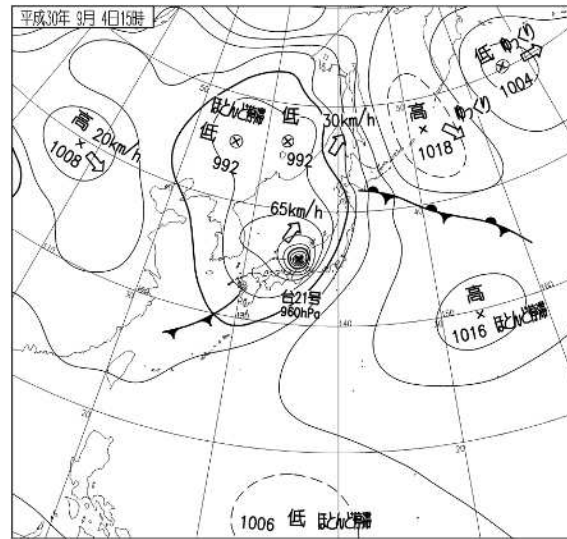 平成30年 9月 4日15時
低 ゆっくり
1004
高 20km/h
1008
ほとんど停滞
低
992
低
992
30km/h
高 ゆっくり
1018
65km/h
台21号
960hPa
高
1016 ほとんど停滞
1006 低 ほとんど停滞
140
20
20